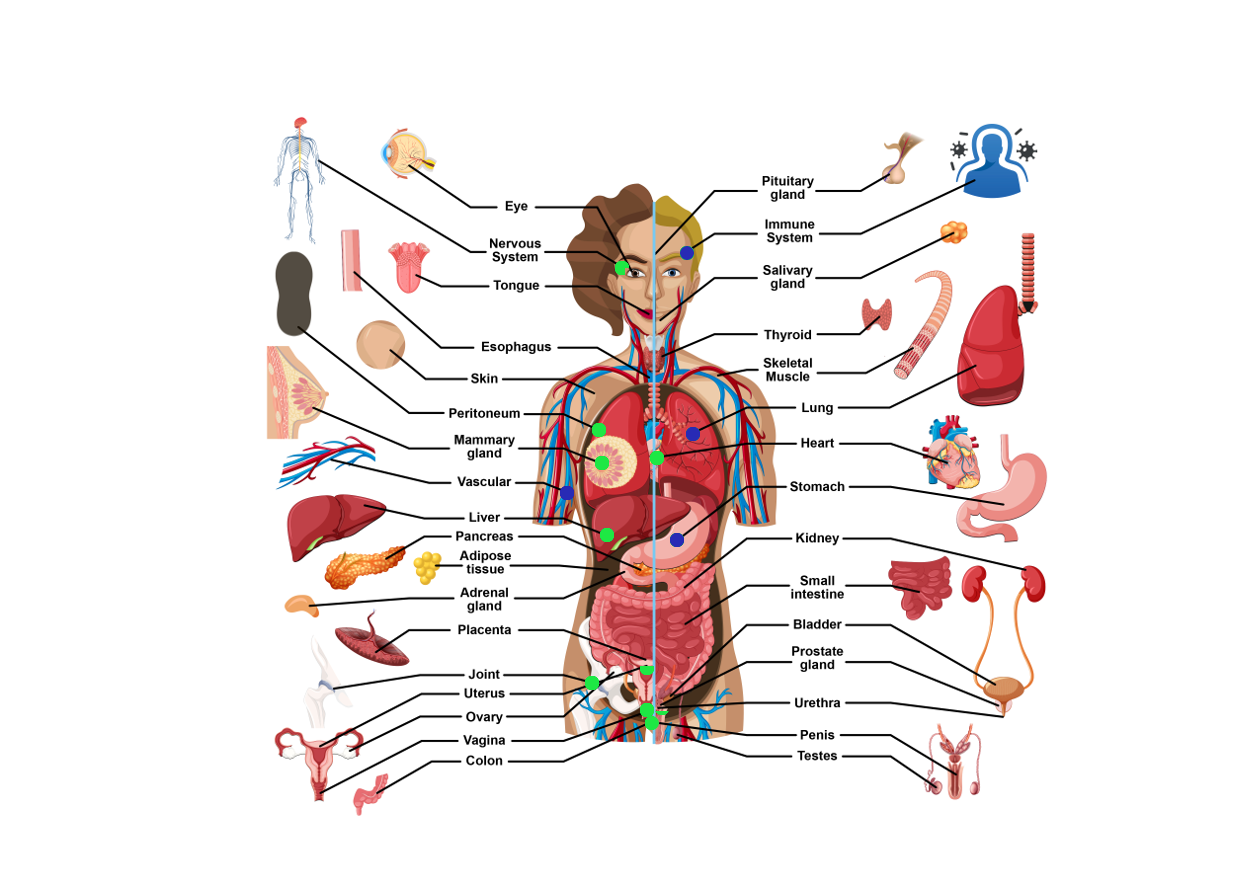 Eye
Nervous
System
Tongue
Esophagus
Skin
Peritoneum
Mammary
gland
Vascular
Liver
Pancreas
Adipose
tissue
Adrenal
gland
Placenta
Joint
Uterus
Ovary
Vagina
Colon
Pituitary
gland
Immune
System
Salivary
gland
Thyroid
Skeletal
Muscle
Lung
Heart
Stomach
Kidney
Small
intestine
Bladder
Prostate
gland
Urethra
Penis
Testes